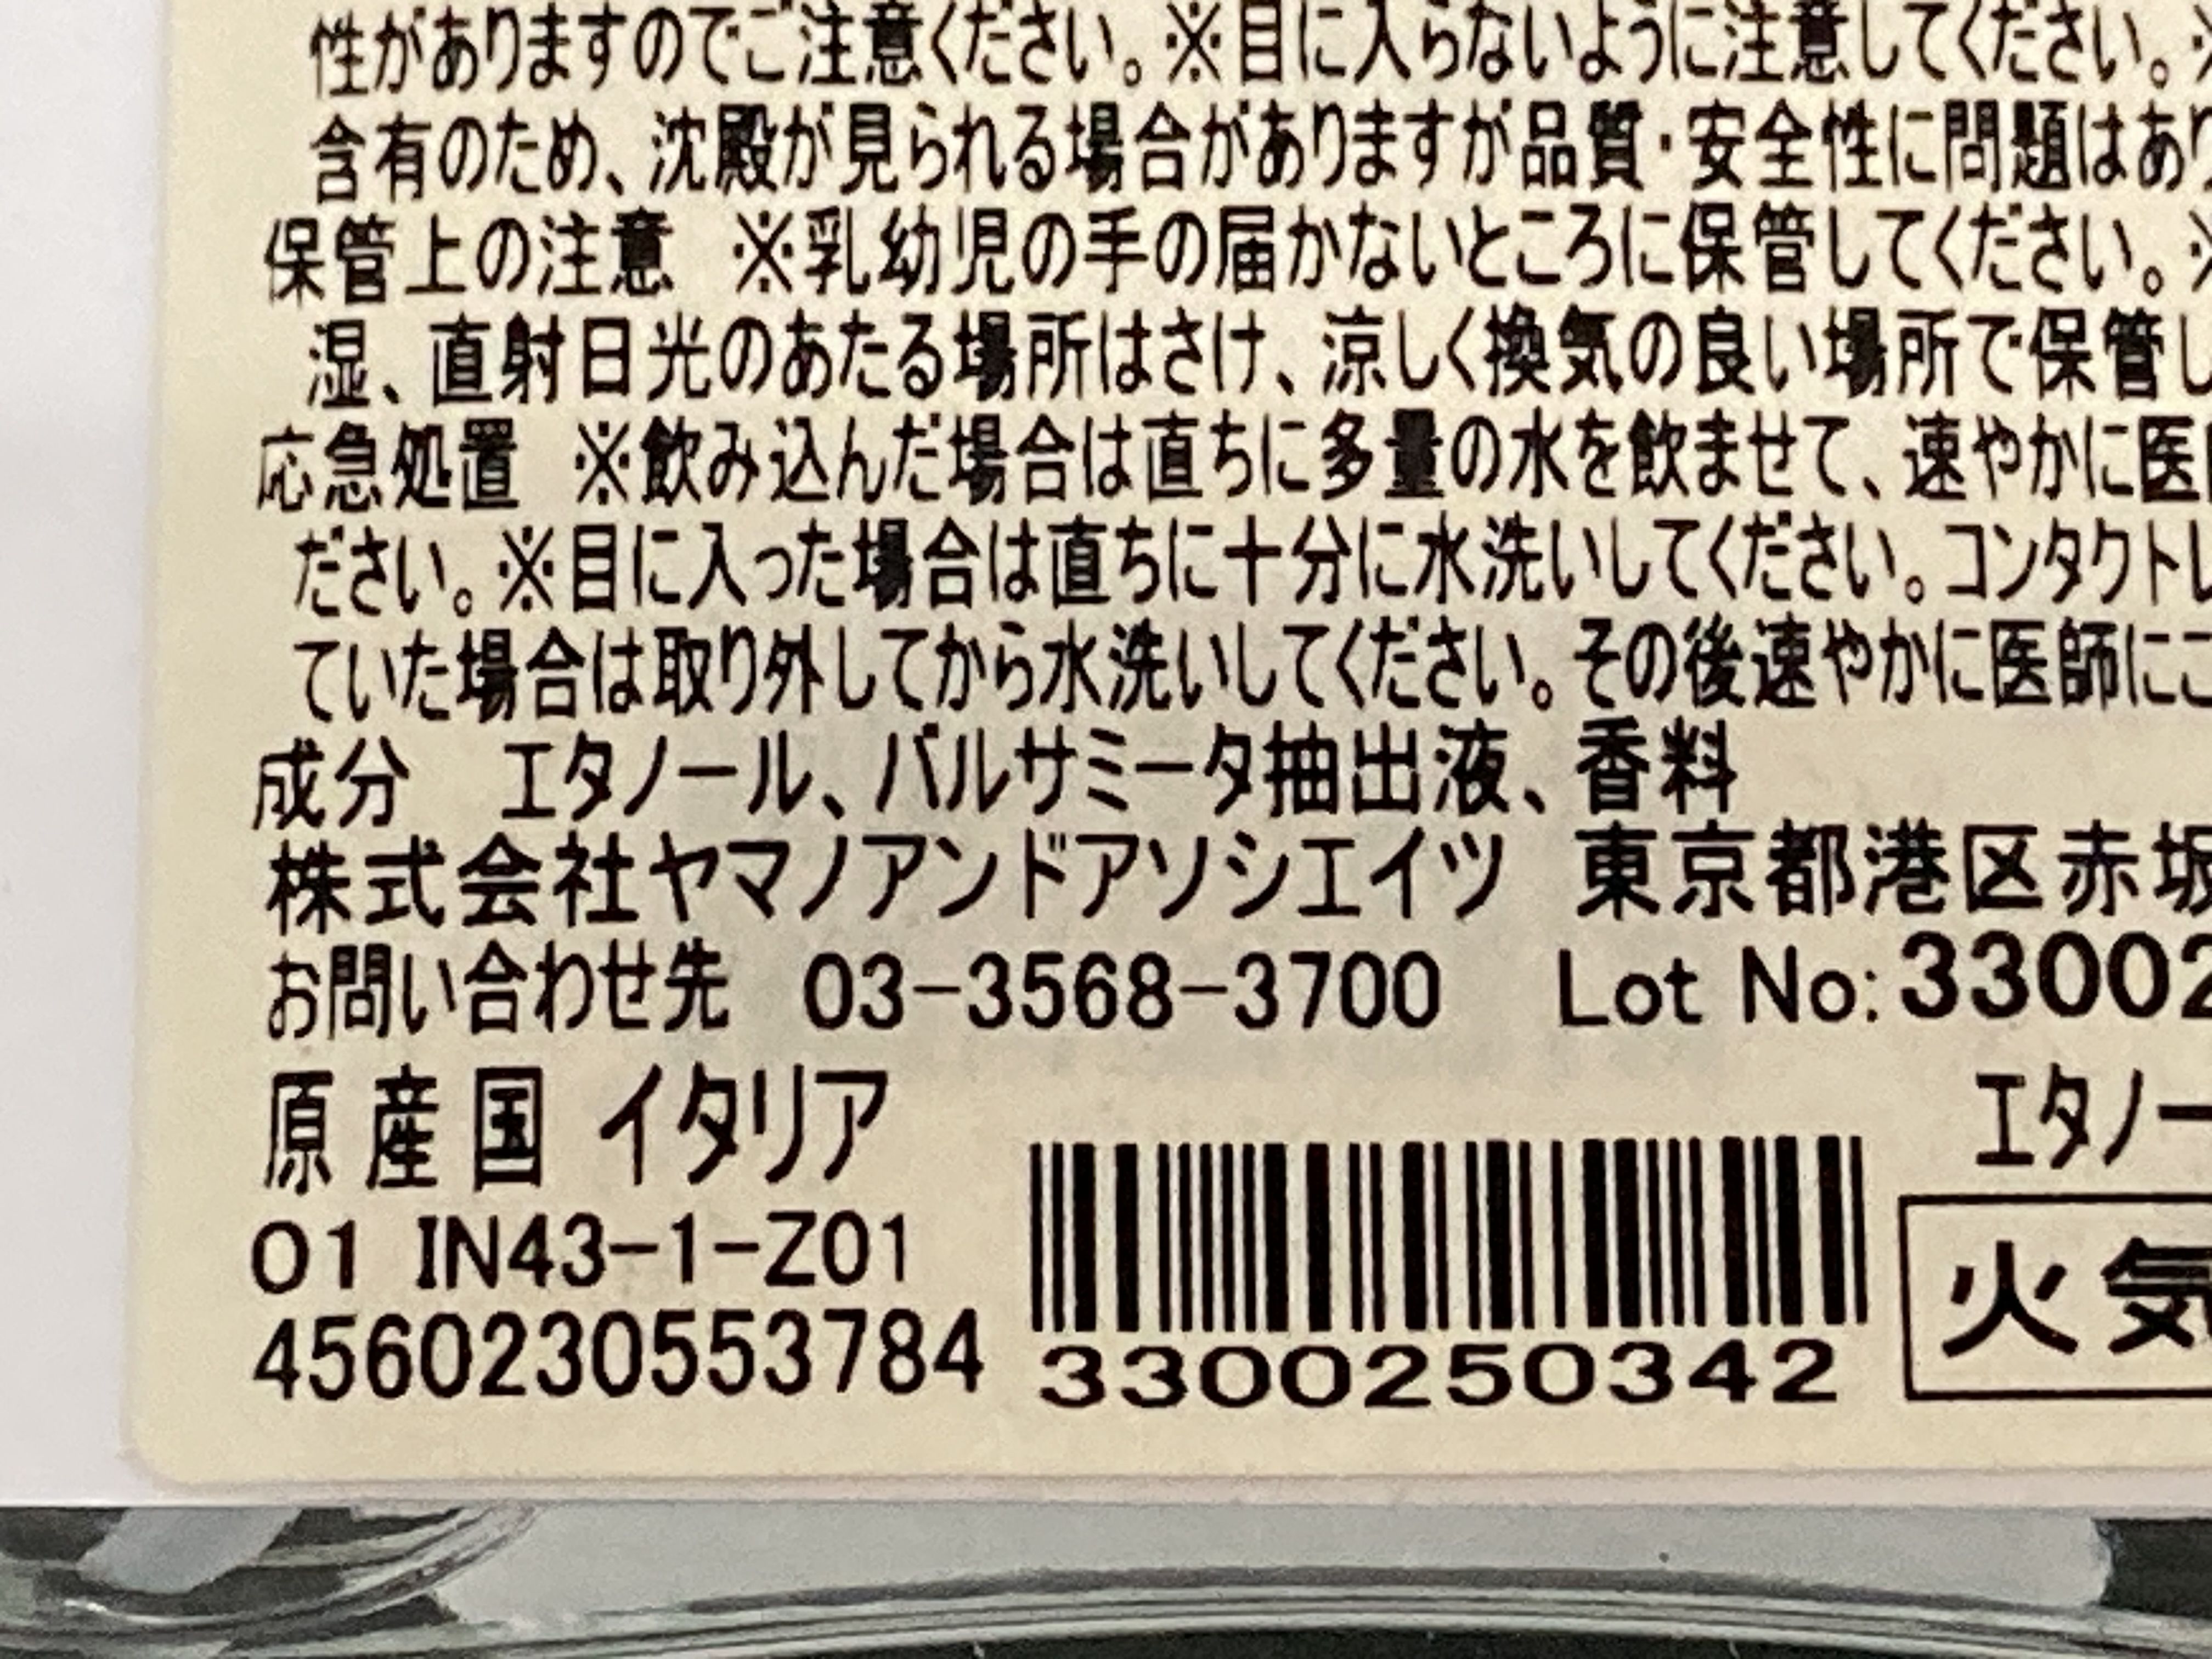 性がありますのでご注意ください。※目に入らないように注意してください。※
含有のため、沈殿が見られる場合がありますが品質・安全性に問題はあり
保管上の注意 ※乳幼児の手の届かないところに保管してください。※
湿、直射日光のあたる場所はさけ、涼しく換気の良い場所で保管し
応急処置 ※飲み込んだ場合は直ちに多量の水を飲ませて、速やかに医
ださい。※目に入った場合は直ちに十分に水洗いしてください。コンタクトレ
ていた場合は取り外してから水洗いしてください。その後速やかに医師にご
成分 エタノール、バルサミータ抽出液、香料
株式会社ヤマノアンドアソシエイツ 東京都港区赤坂
お問い合わせ先 03-3568-3700 Lot No:33002
原産国 イタリア
エタノー
01 IN43-1-Z01
火気
4560230553784
3300250342